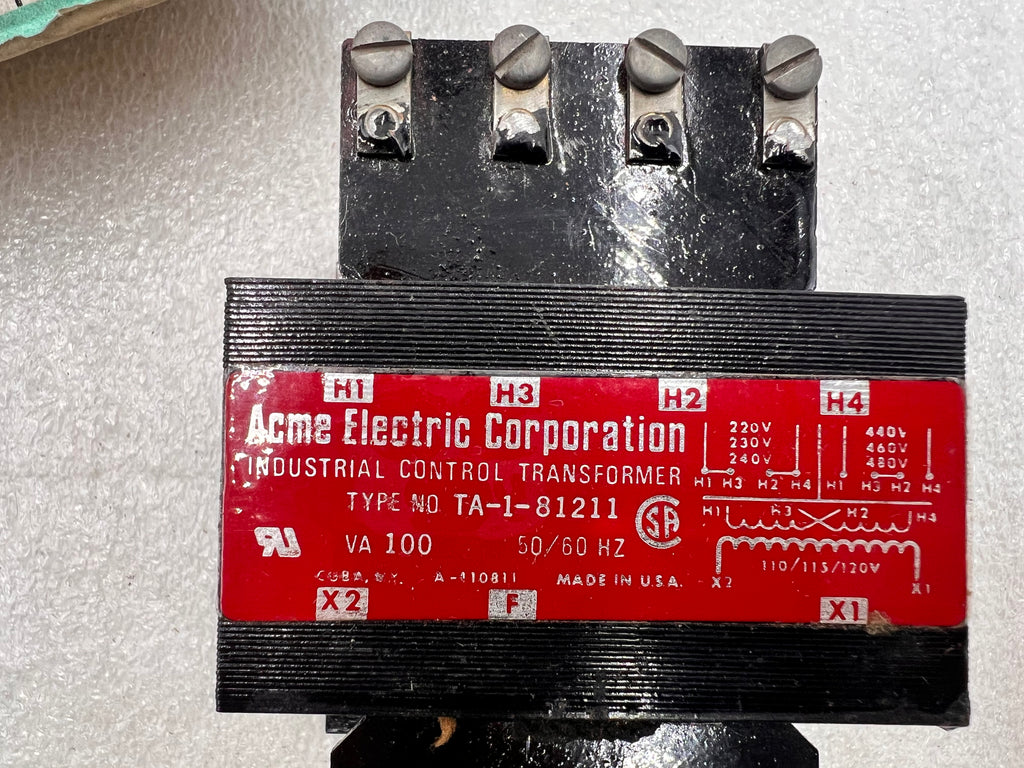 H1 H3 H2 H4
Acme Electric Corporation
INDUSTRIAL CONTROL TRANSFORMER
TYPE NO TA-1-81211
VA 100 50/60 HZ
CUBA, N.Y. A-410811 MADE IN U.S.A.
220V
230V
240V
H1 H3 H2 H4
440V
460V
480V
H1 H3 H2 H4
H1 H3 H2 H4
110/115/120V
X2 X1
X2 F X1